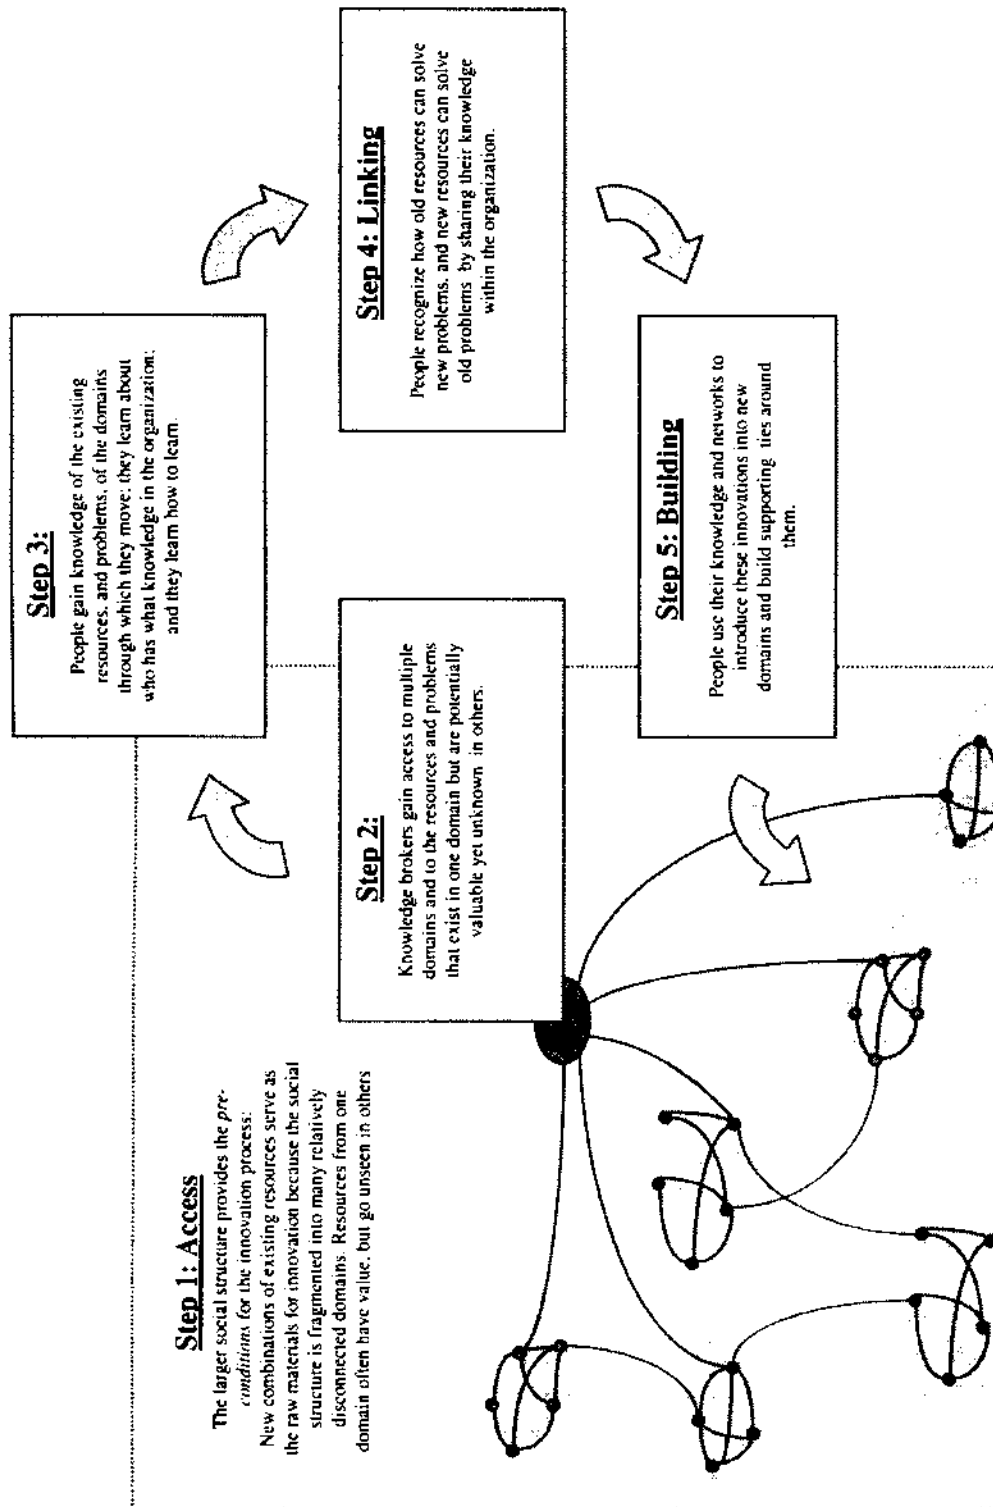 Step 1: Access
The larger social structure provides the pre-
conditions for the innovation process:
New combinations of existing resources serve as
the raw materials for innovation because the social
structure is fragmented into many relatively
disconnected domains. Resources from one
domain often have value, but go unseen in others
Step 2:
Knowledge brokers gain access to multiple
domains and to the resources and problems
that exist in one domain but are potentially
valuable yet unknown in others.
Step 3:
People gain knowledge of the existing
resources, and problems, of the domains
through which they move; they learn about
who has what knowledge in the organization;
and they learn how to learn.
Step 4: Linking
People recognize how old resources can solve
new problems, and new resources can solve
old problems by sharing their knowledge
within the organization.
Step 5: Building
People use their knowledge and networks to
introduce these innovations into new
domains and build supporting ties around
them.